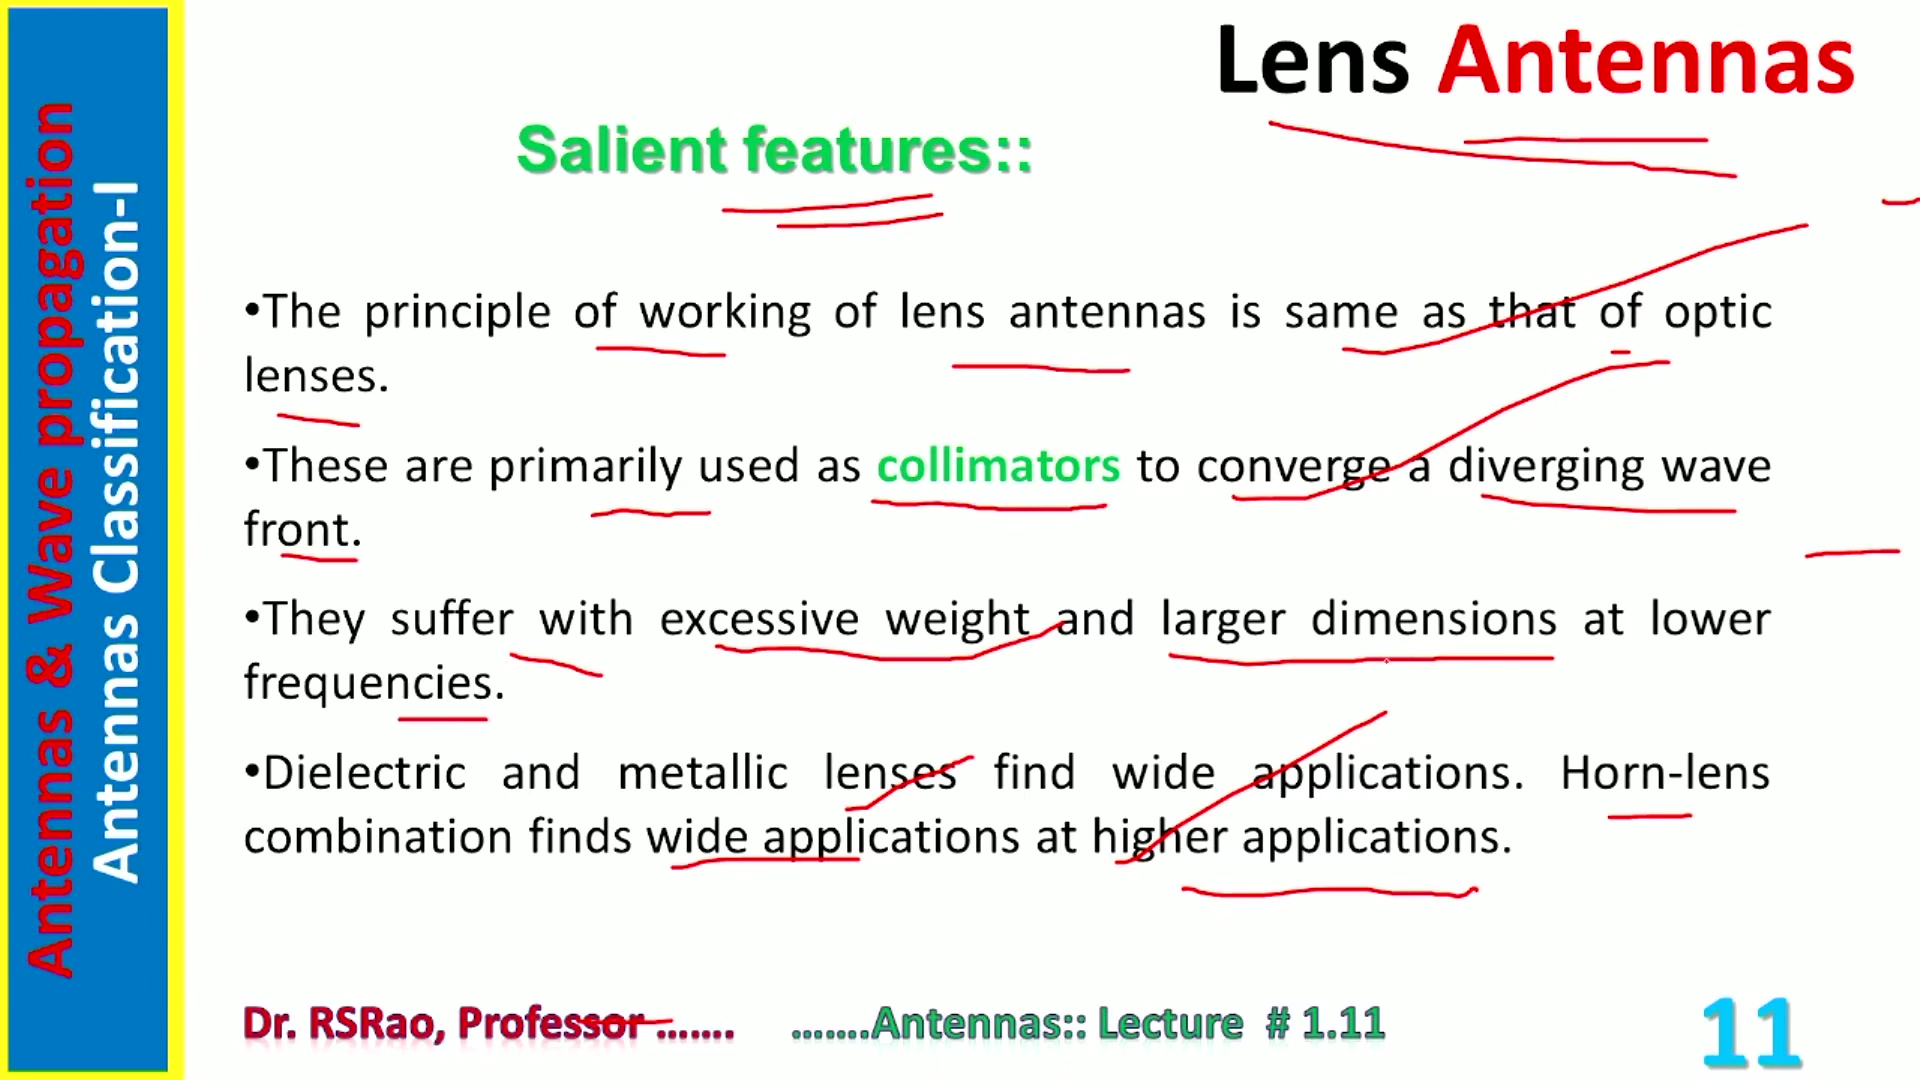 Antennas & Wave propagation
Antennas Classification-I
Lens Antennas
Salient features::
•The principle of working of lens antennas is same as that of optic
lenses.
•These are primarily used as collimators to converge a diverging wave
front.
•They suffer with excessive weight and larger dimensions at lower
frequencies.
•Dielectric and metallic lenses find wide applications. Horn-lens
combination finds wide applications at higher applications.
Dr. RSRao, Professor ....... .......Antennas:: Lecture # 1.11
11